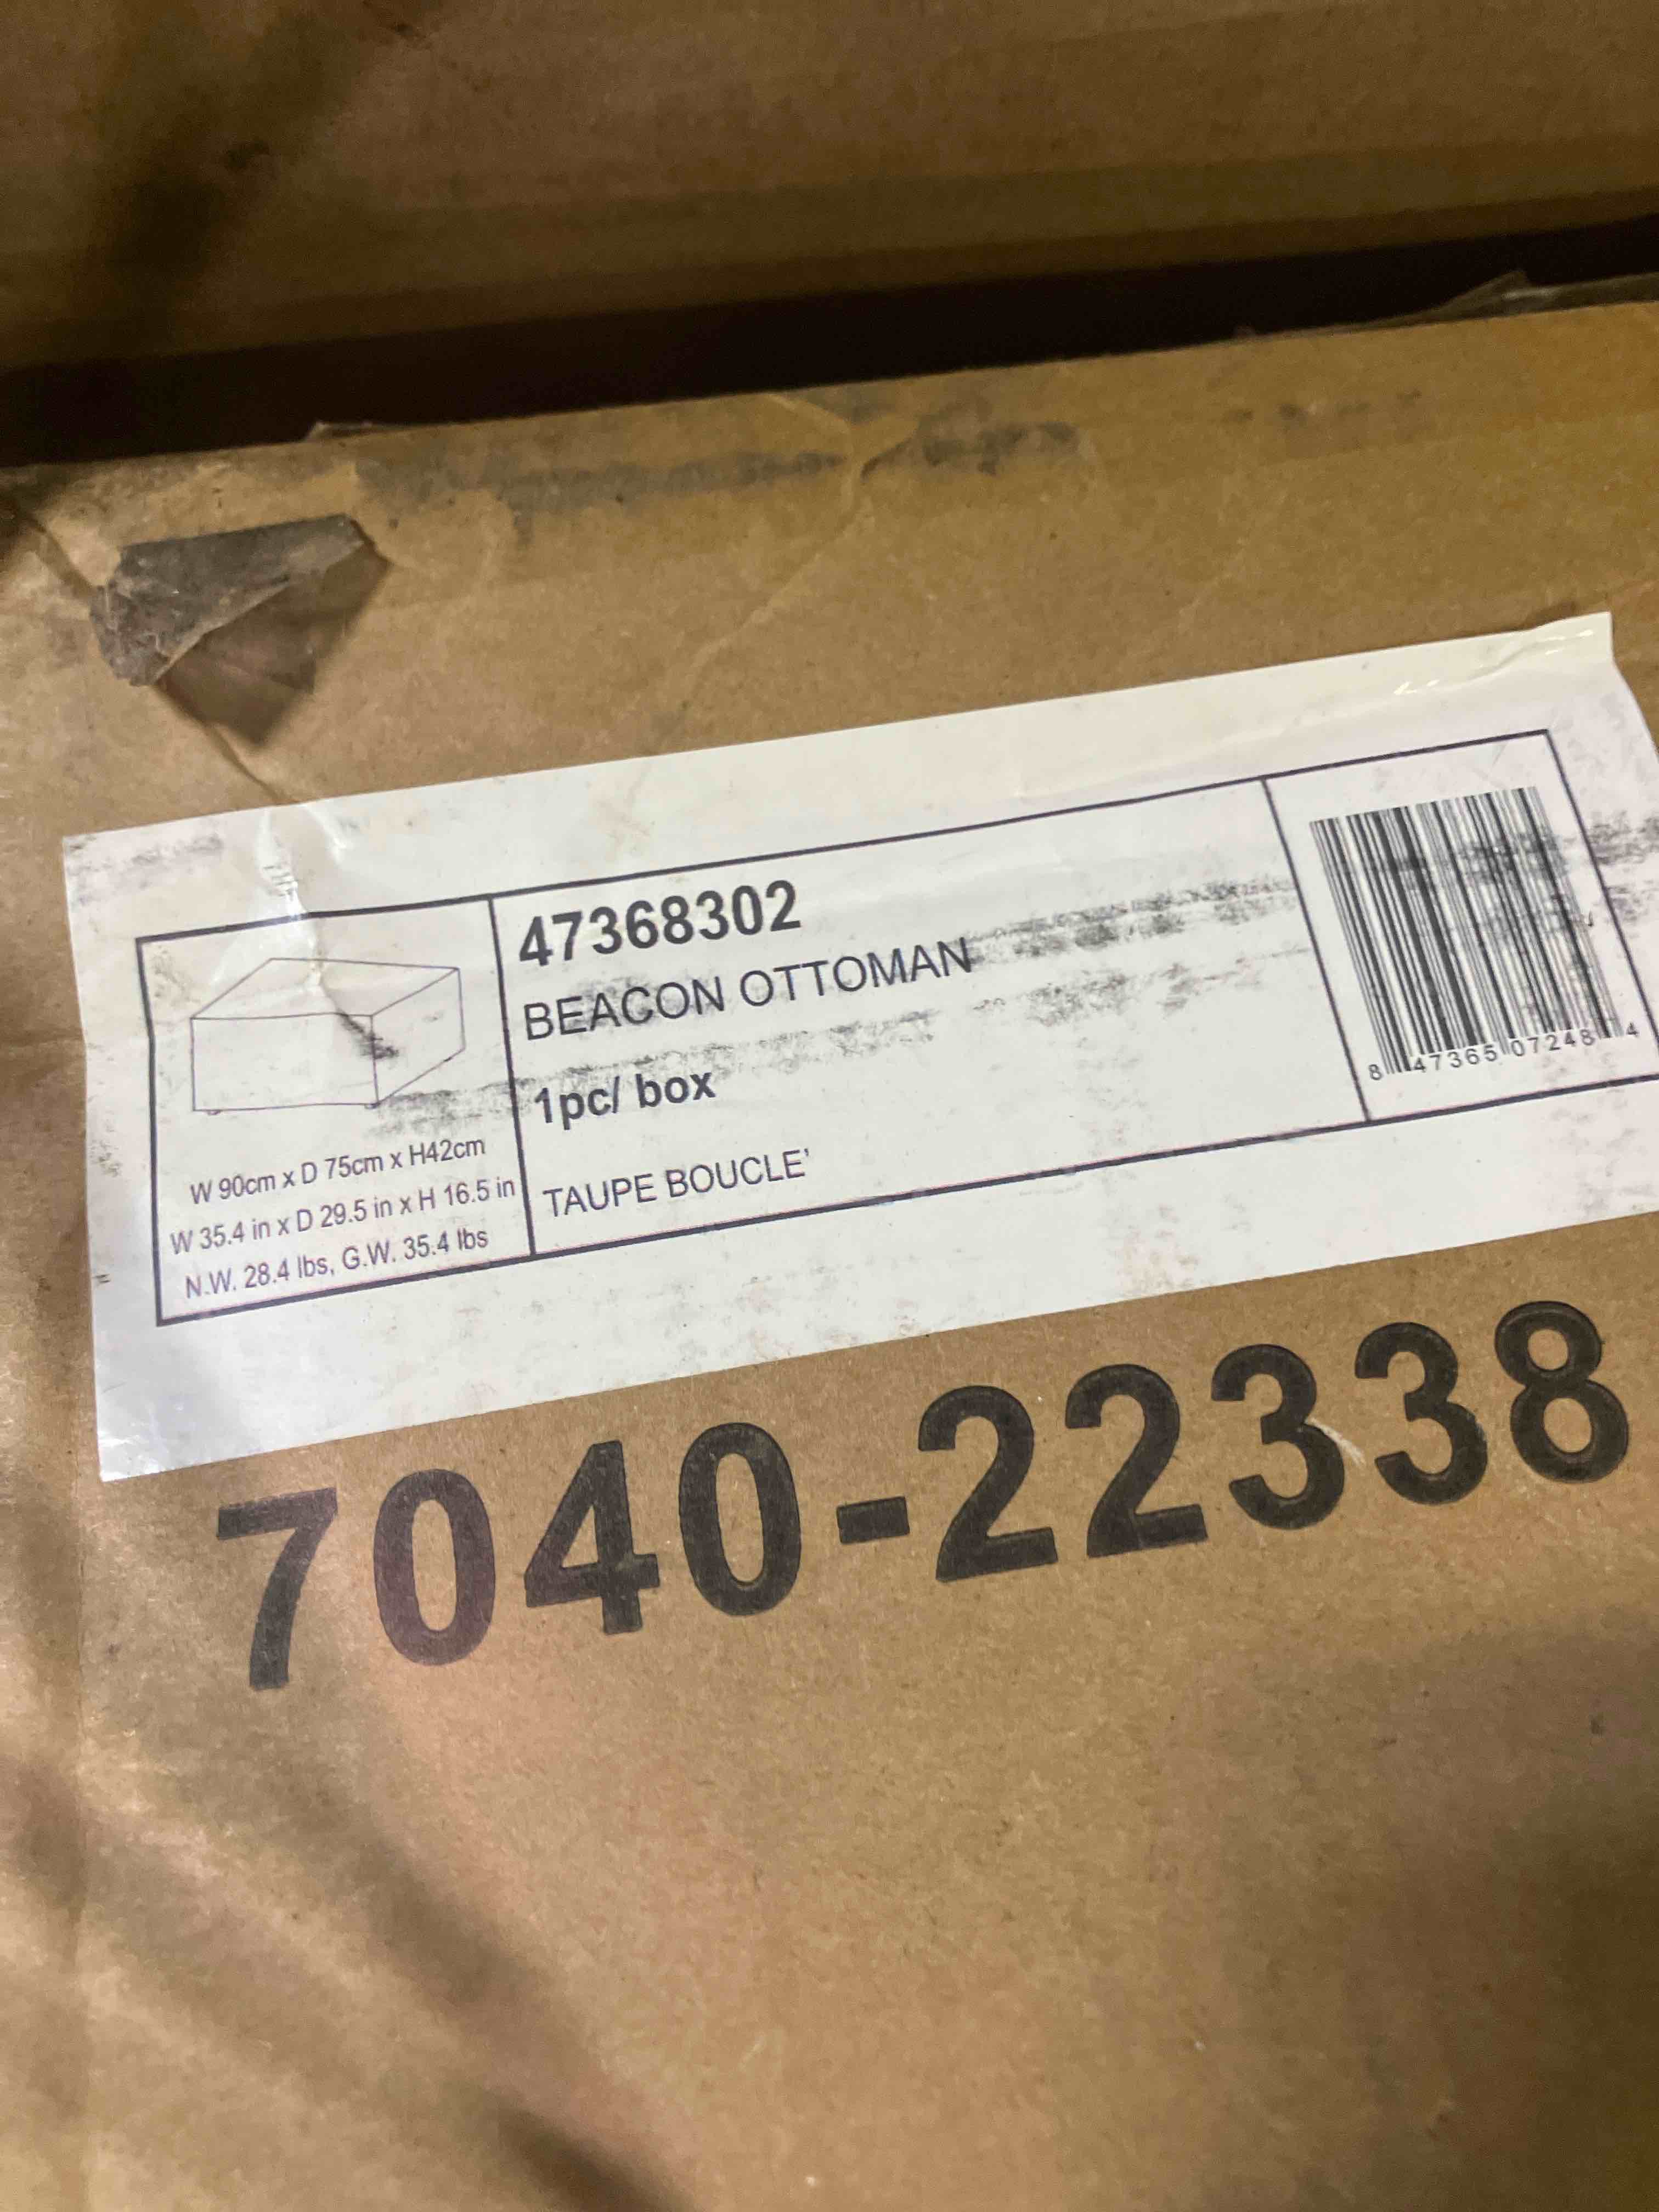 47368302
BEACON OTTOMAN
1pc/ box
TAUPE BOUCLE'
W 90cm x D 75cm x H42cm
W 35.4 in x D 29.5 in x H 16.5 in
N.W. 28.4 lbs, G.W. 35.4 lbs
8 47365 07248 4
7040-22338